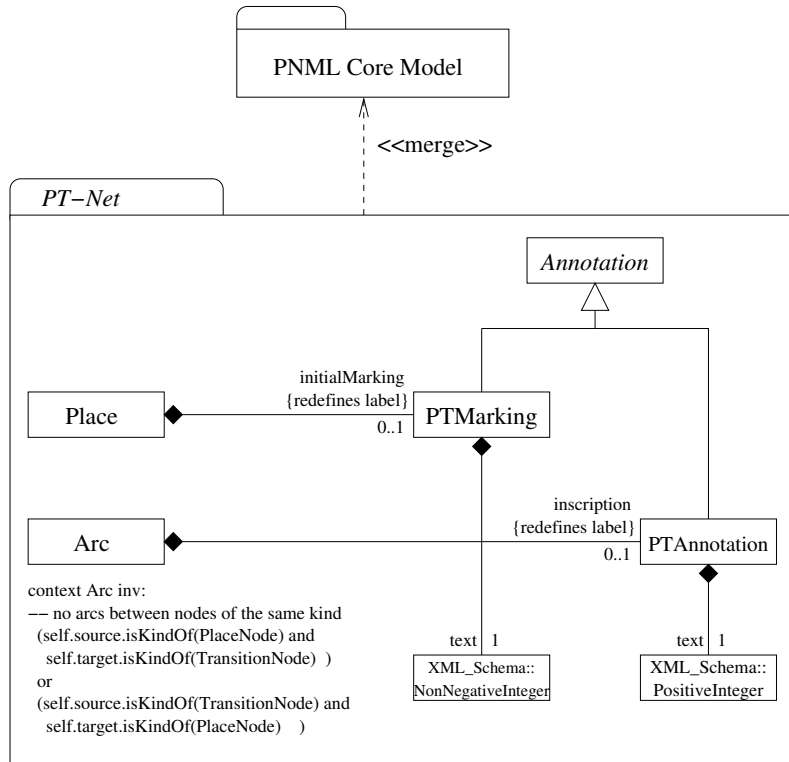 PNML Core Model
<<merge>>
PT−Net
Annotation
initialMarking
{redefines label}
0..1
Place
PTMarking
inscription
{redefines label}
0..1
Arc
PTAnnotation
context Arc inv:
−− no arcs between nodes of the same kind
(self.source.isKindOf(PlaceNode) and
self.target.isKindOf(TransitionNode) )
or
(self.source.isKindOf(TransitionNode) and
self.target.isKindOf(PlaceNode) )
text 1
XML_Schema::
NonNegativeInteger
text 1
XML_Schema::
PositiveInteger